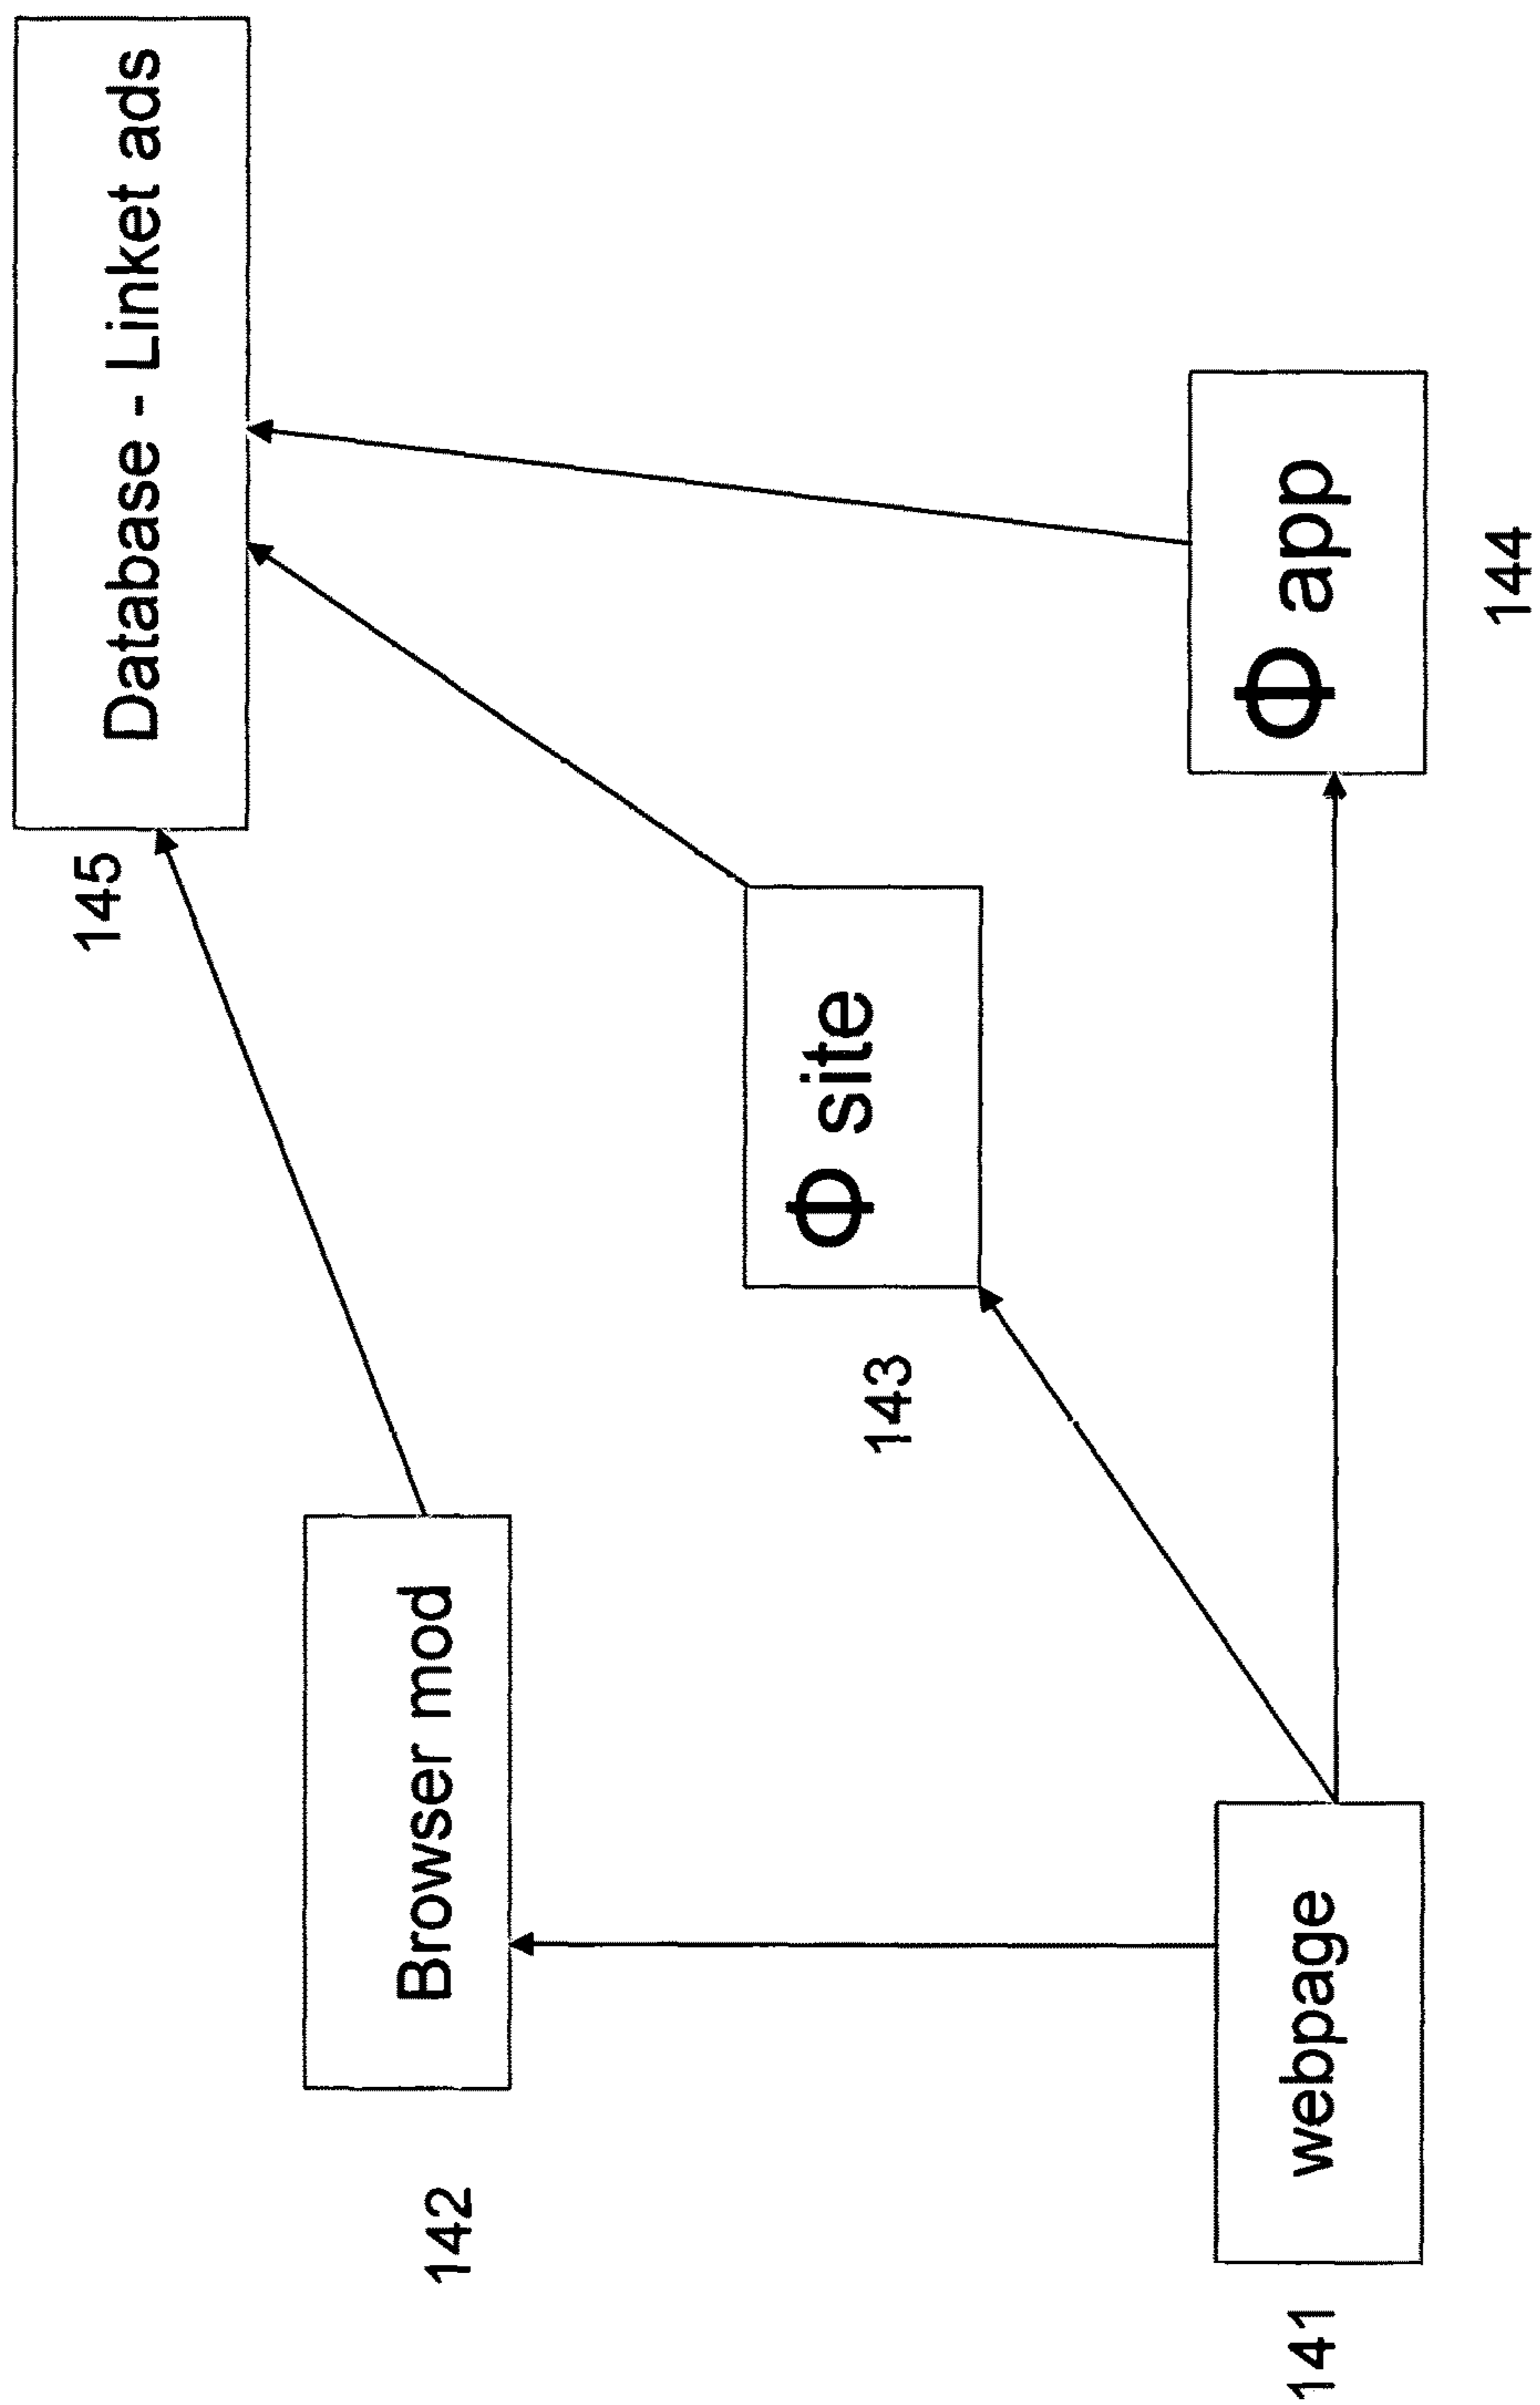 Database - Linket ads
145
Browser mod
142
Φ site
143
webpage
141
Φ app
144